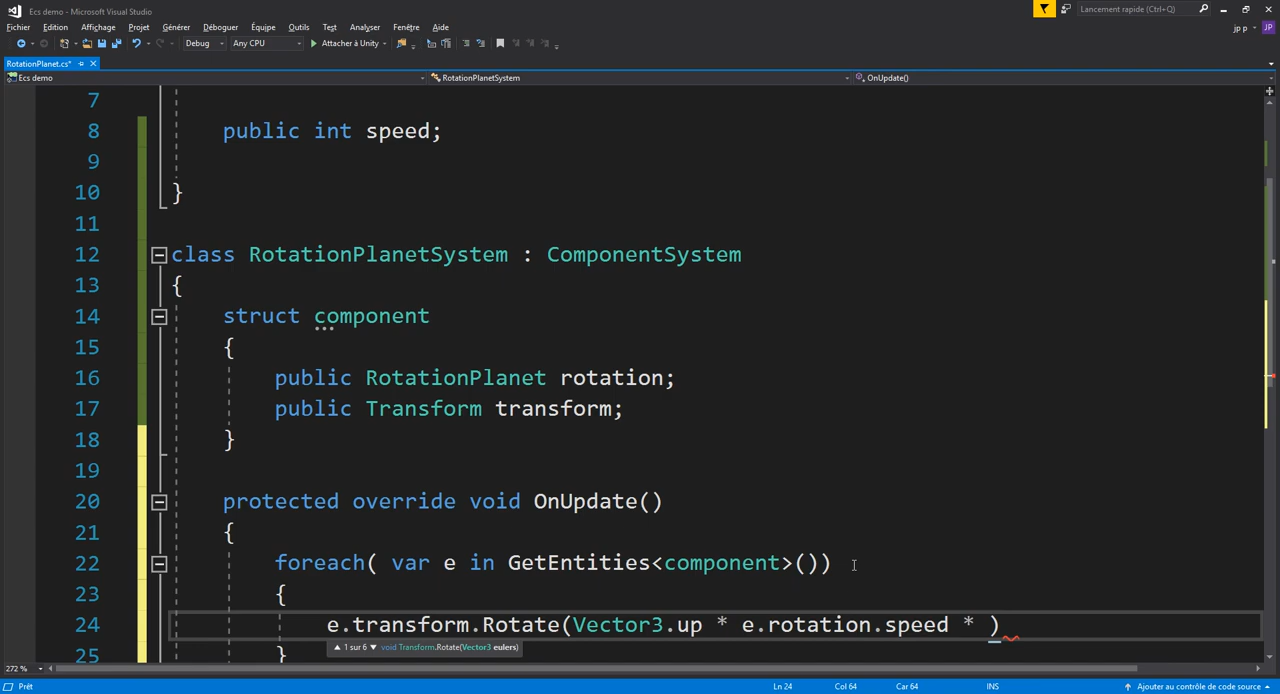 Ecs demo - Microsoft Visual Studio
Lancement rapide (Ctrl+Q)
Fichier Edition Affichage Projet Générer Déboguer Équipe Outils Test Analyser Fenêtre Aide
jp p JP
Debug Any CPU Attacher à Unity
RotationPlanet.cs*
Ecs demo RotationPlanetSystem OnUpdate()
7
8 public int speed;
9
10 }
11
12 class RotationPlanetSystem : ComponentSystem
13 {
14 struct component
15 {
16 public RotationPlanet rotation;
17 public Transform transform;
18 }
19
20 protected override void OnUpdate()
21 {
22 foreach( var e in GetEntities<component>())
23 {
24 e.transform.Rotate(Vector3.up * e.rotation.speed * )
▲ 1 sur 6 ▼ void Transform.Rotate(Vector3 eulers)
25 }
272 %
Prêt Ln 24 Col 64 Car 64 INS Ajouter au contrôle de code source